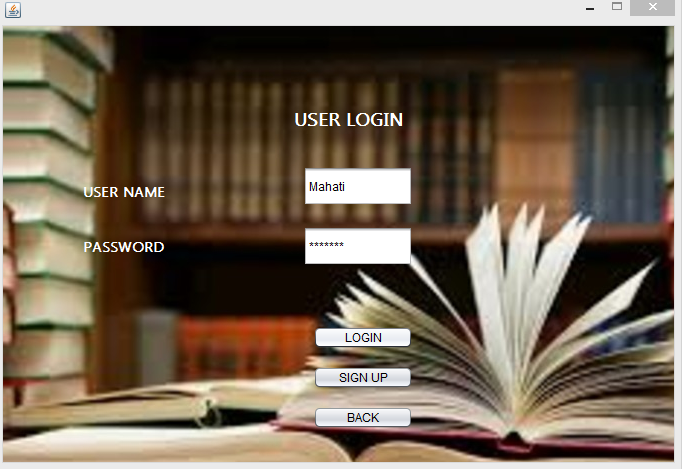 USER LOGIN
USER NAME
Mahati
PASSWORD
*******
LOGIN
SIGN UP
BACK